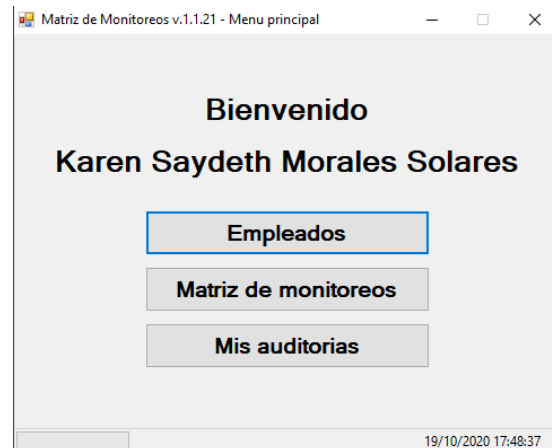 Matriz de Monitoreos v.1.1.21 - Menu principal
Bienvenido
Karen Saydeth Morales Solares
Empleados
Matriz de monitoreos
Mis auditorias
19/10/2020 17:48:37